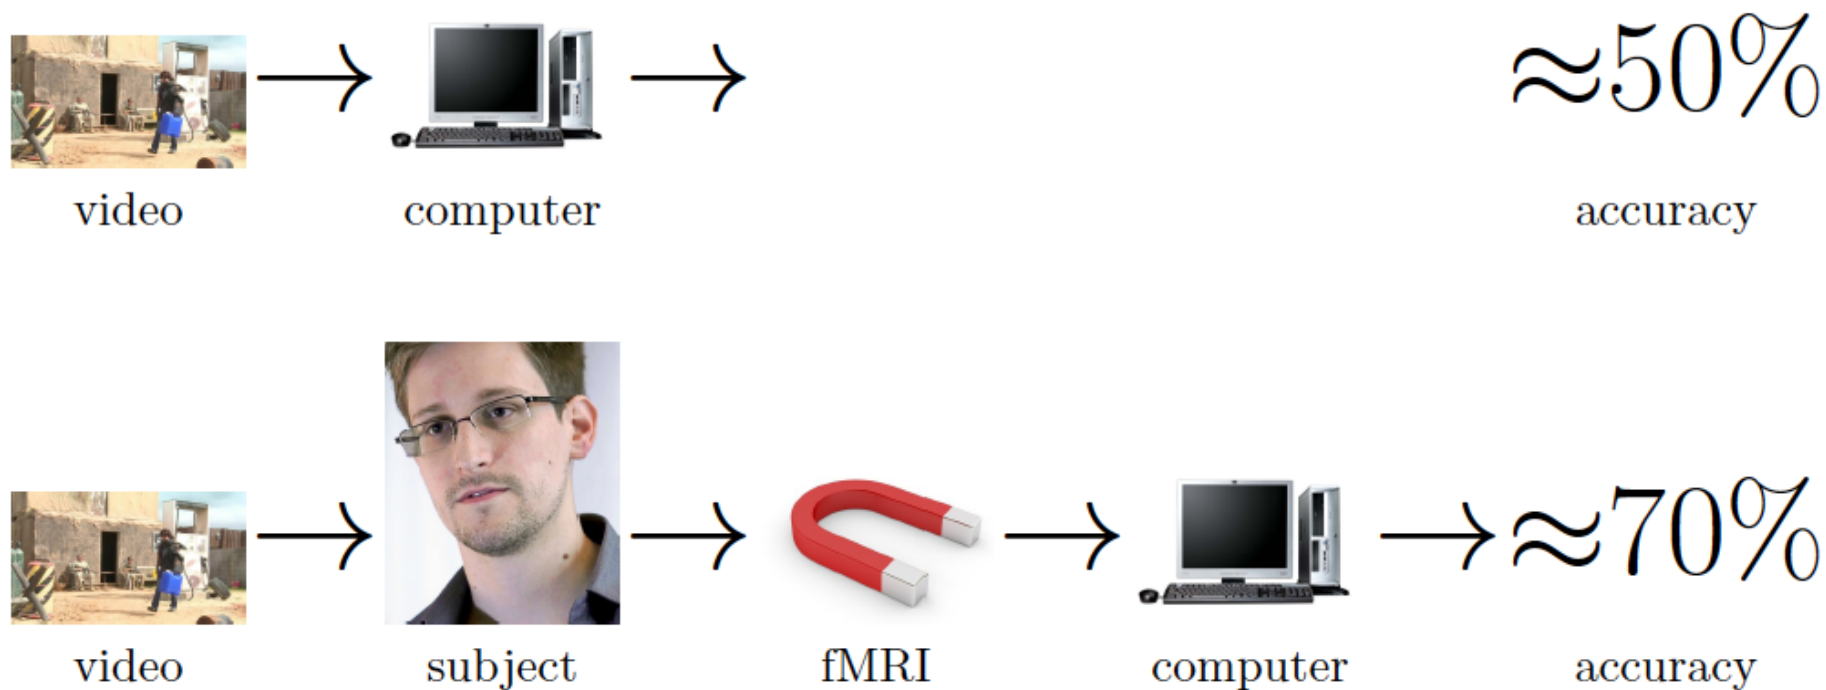 ≈50%
video computer accuracy
≈70%
video subject fMRI computer accuracy